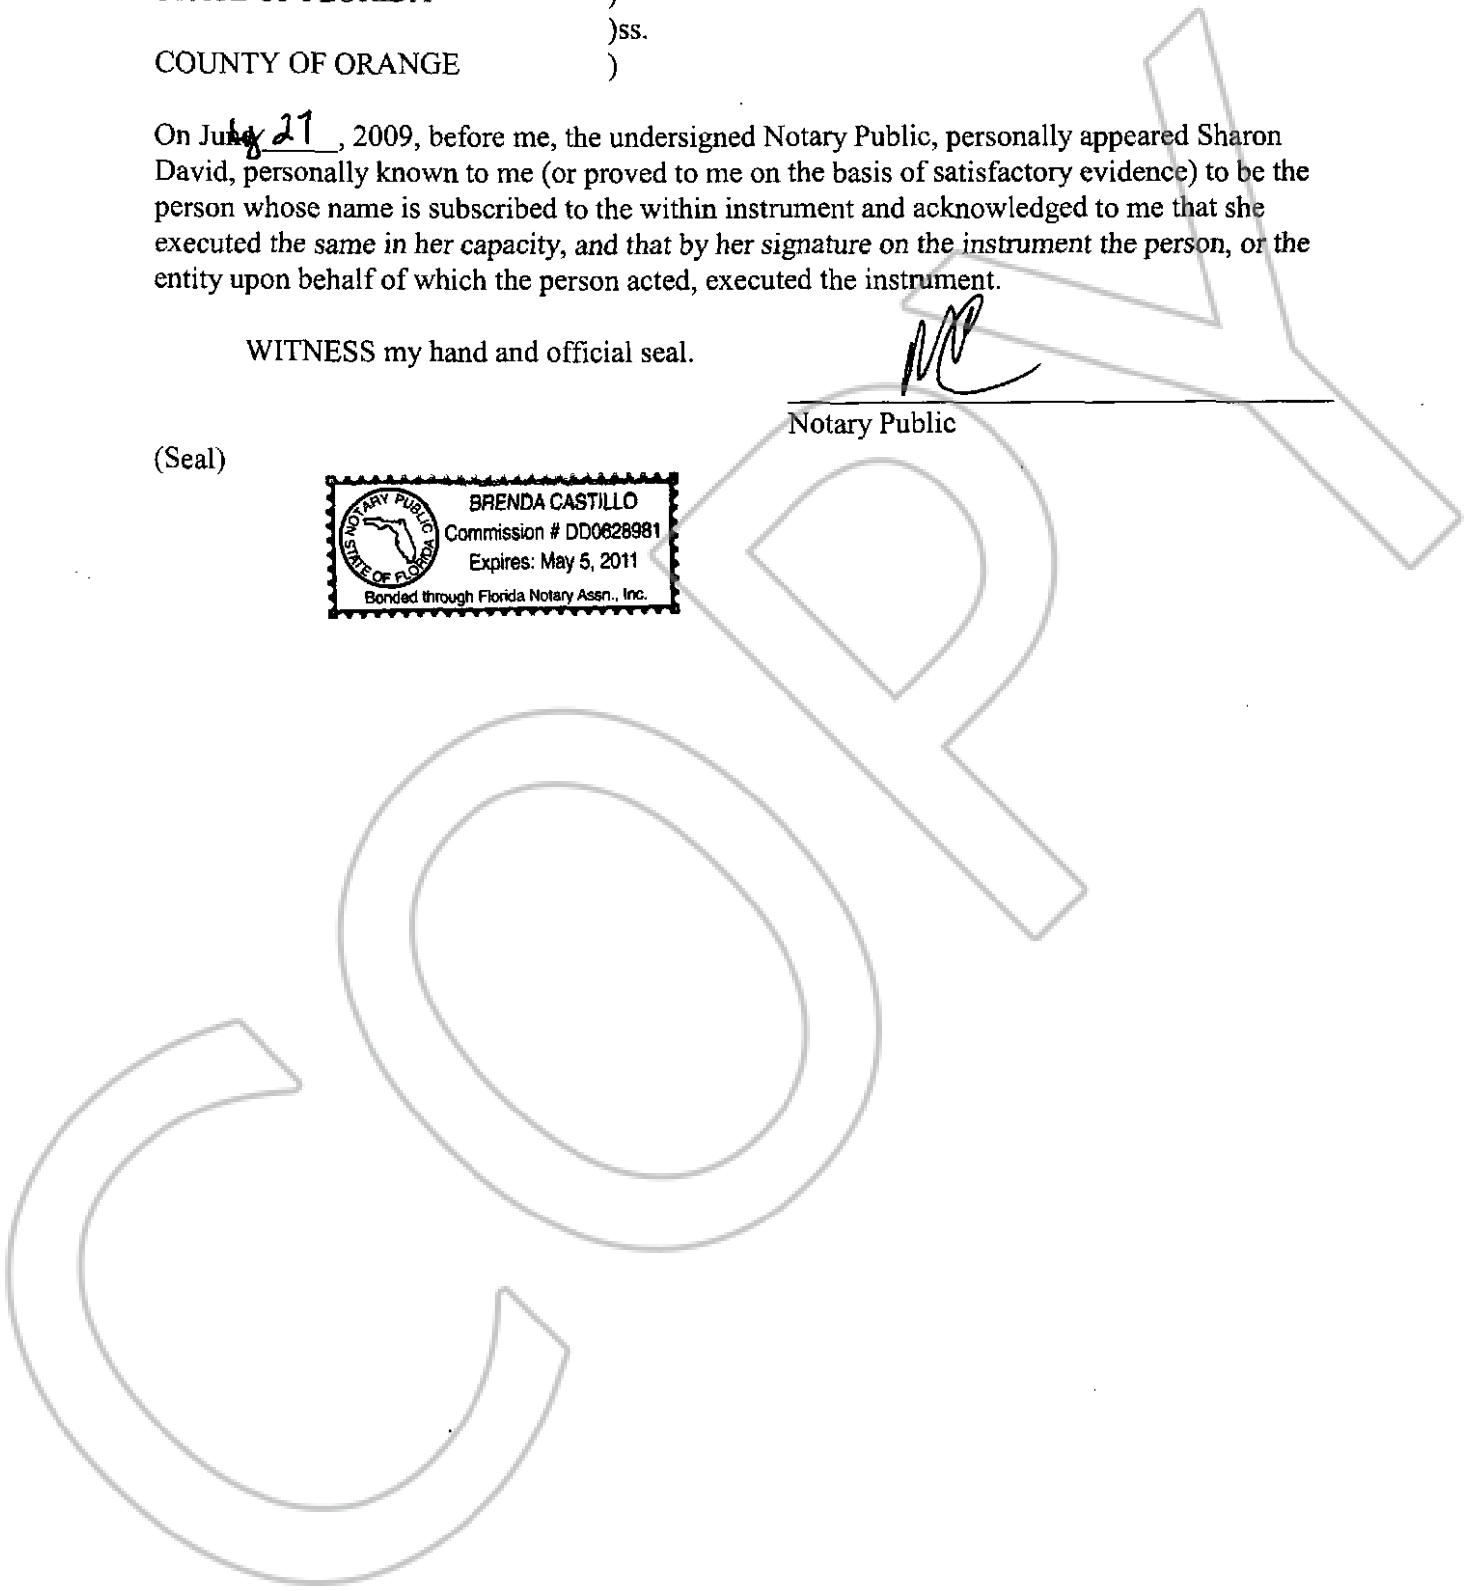 )
)ss.
COUNTY OF ORANGE )
On July 27, 2009, before me, the undersigned Notary Public, personally appeared Sharon
David, personally known to me (or proved to me on the basis of satisfactory evidence) to be the
person whose name is subscribed to the within instrument and acknowledged to me that she
executed the same in her capacity, and that by her signature on the instrument the person, or the
entity upon behalf of which the person acted, executed the instrument.
WITNESS my hand and official seal.
Notary Public
(Seal)
NOTARY PUBLIC
STATE OF FLORIDA
BRENDA CASTILLO
Commission # DD0628981
Expires: May 5, 2011
Bonded through Florida Notary Assn., Inc.
COPY